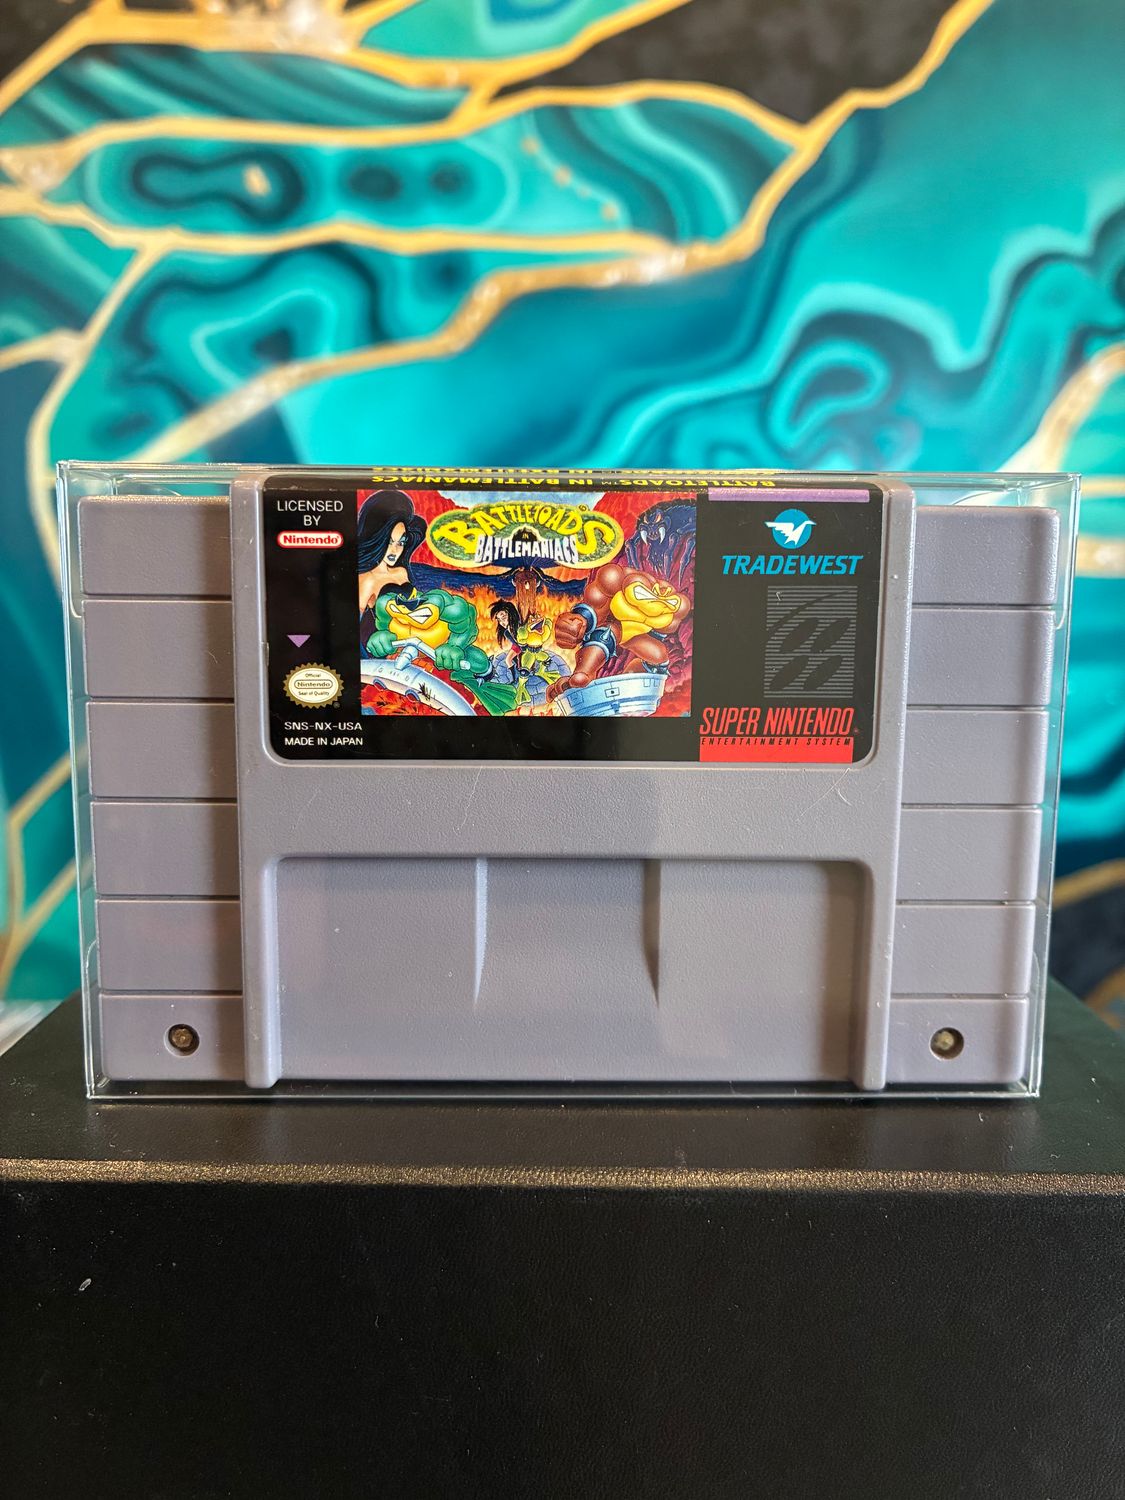 BATTLETOADS™ IN BATTLEMANIACS
LICENSED
BY
Nintendo®
BATTLETOADS
IN
BATTLEMANIACS
TRADEWEST
Official
Nintendo
Seal of Quality
SNS-NX-USA
MADE IN JAPAN
SUPER NINTENDO
ENTERTAINMENT SYSTEM